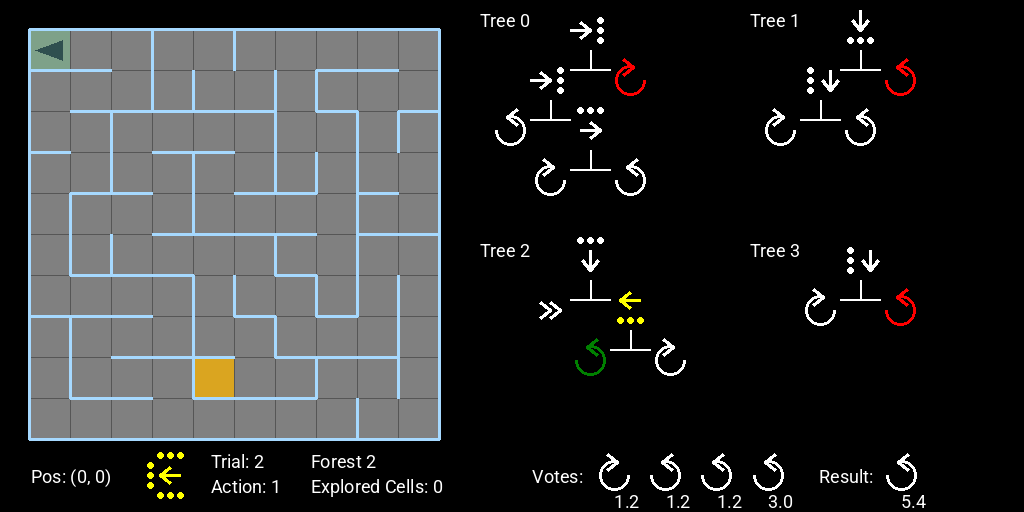 Tree 0
Tree 1
Tree 2
Tree 3
Pos: (0, 0)
Trial: 2
Forest 2
Action: 1
Explored Cells: 0
Votes:
1.2
1.2
1.2
3.0
Result:
5.4